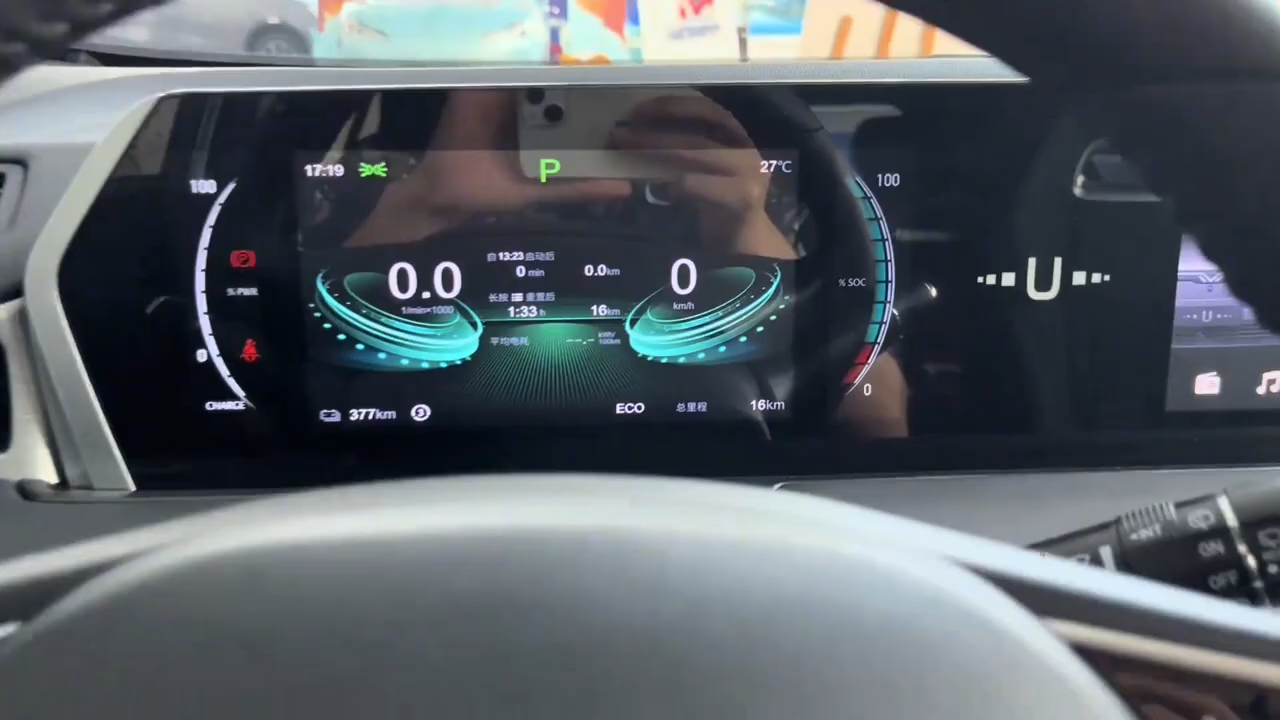 17:19
P
27℃
100
100
自 13:23 启动后
0 min
0.0km
0.0
1/min×1000
0
km/h
% PWR
% SOC
U
长按 重置后
1:33 h
16km
平均电耗
--.-
kWh/
100km
0
0
CHARGE
377km
ECO
总里程
16km
U
INT
ON
OFF